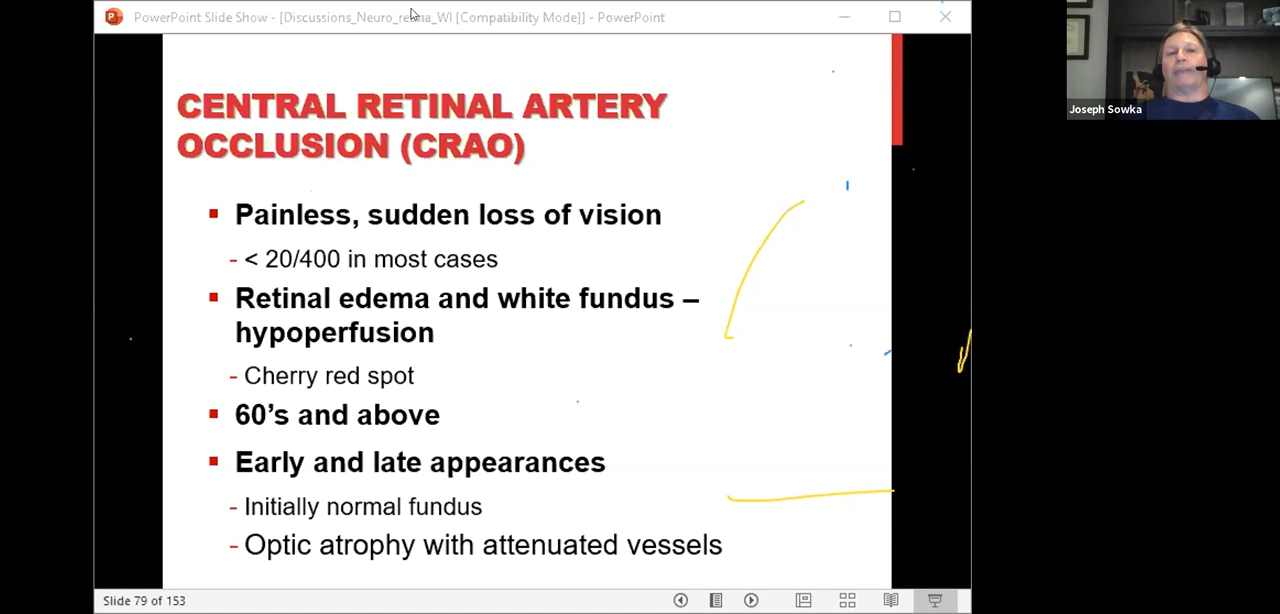 PowerPoint Slide Show - [Discussions_Neuro_retina_WI [Compatibility Mode]] - PowerPoint
Joseph Sowka
CENTRAL RETINAL ARTERY
OCCLUSION (CRAO)
Painless, sudden loss of vision
- < 20/400 in most cases
Retinal edema and white fundus –
hypoperfusion
- Cherry red spot
60's and above
Early and late appearances
- Initially normal fundus
- Optic atrophy with attenuated vessels
Slide 79 of 153